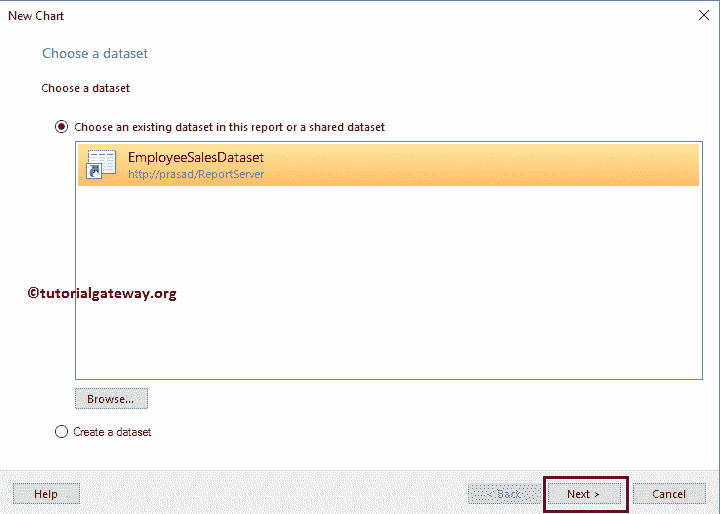 New Chart
Choose a dataset
Choose a dataset
Choose an existing dataset in this report or a shared dataset
EmployeeSalesDataset
http://prasad/ReportServer
©tutorialgateway.org
Browse...
Create a dataset
Help
< Back
Next >
Cancel